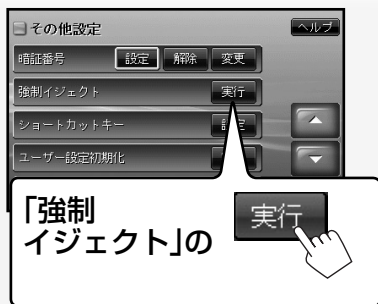 その他設定 ヘルプ
暗証番号 設定 解除 変更
強制イジェクト 実行
ショートカットキー
ユーザー設定初期化
「強制
イジェクト」の 実行